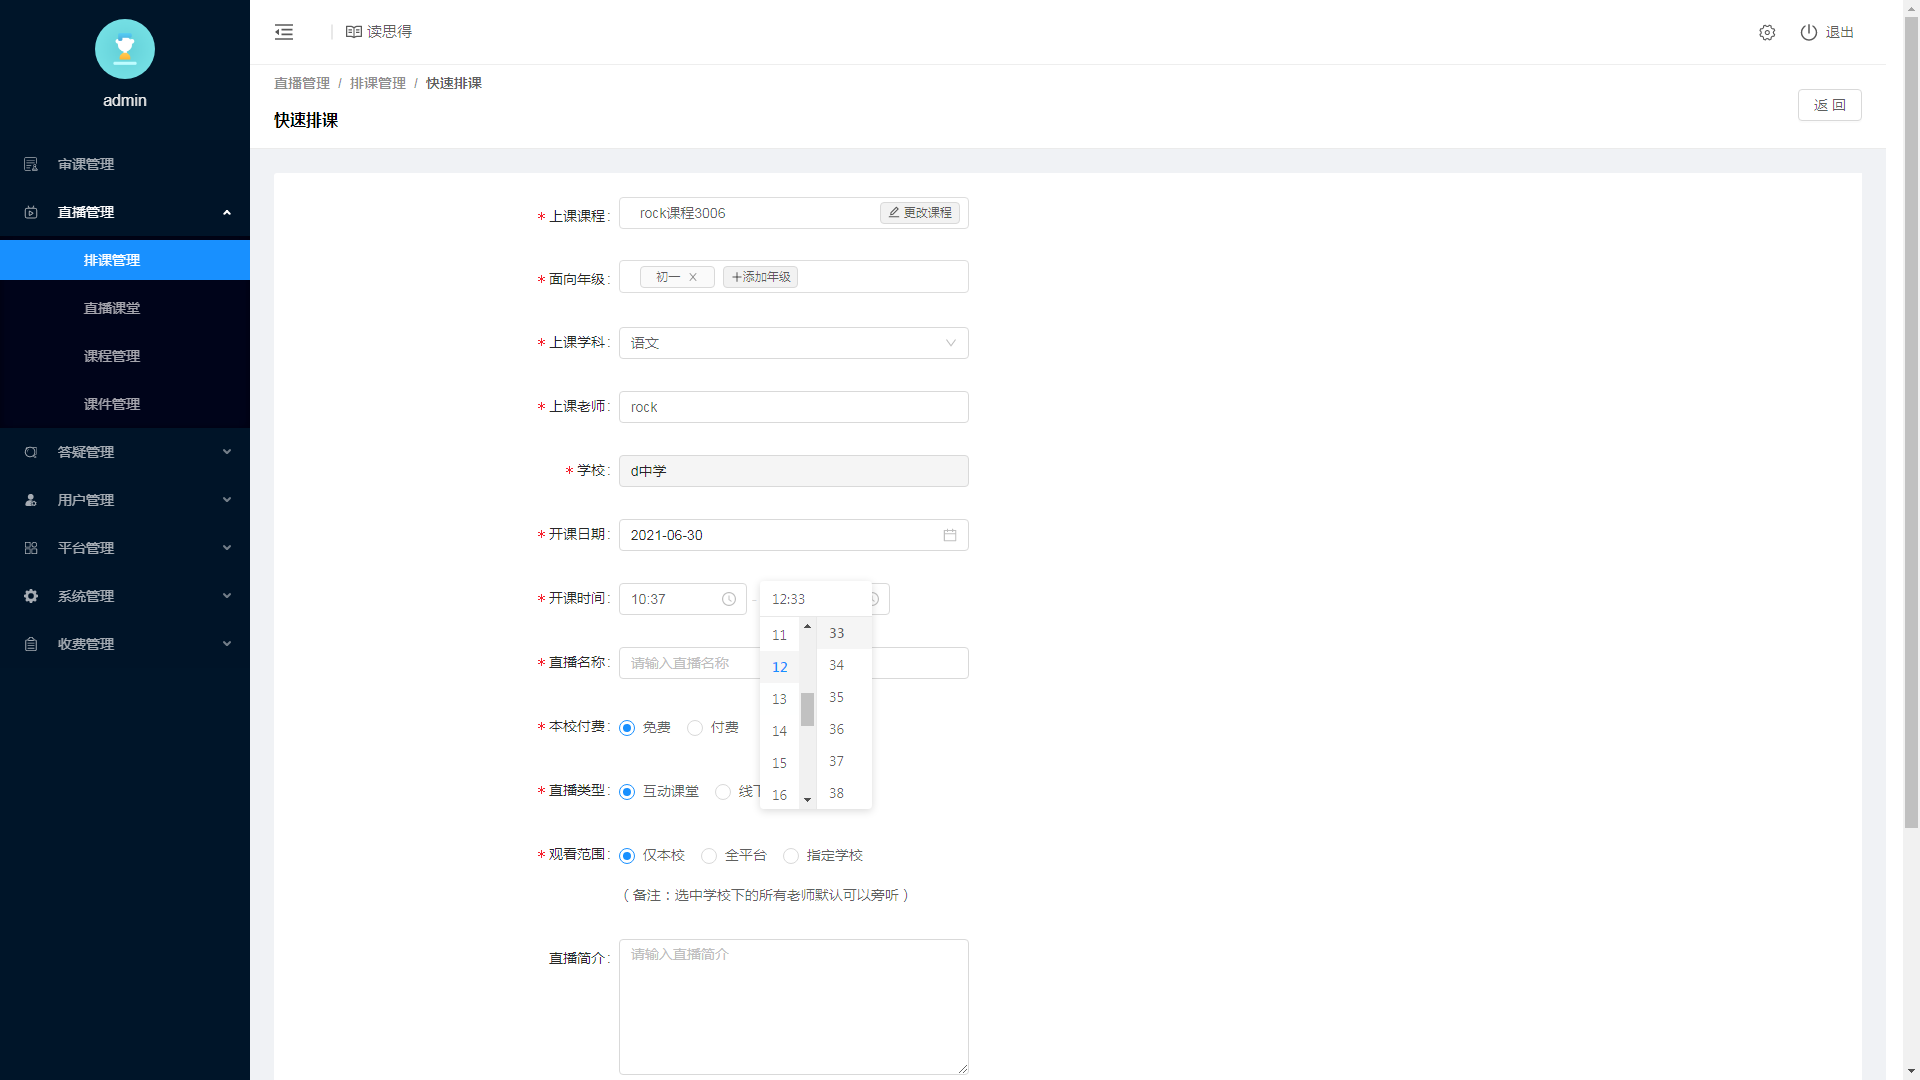 admin
审课管理
直播管理
排课管理
直播课堂
课程管理
课件管理
答疑管理
用户管理
平台管理
系统管理
收费管理
读思得
退出
直播管理 / 排课管理 / 快速排课
快速排课
返 回
* 上课课程: rock课程3006 更改课程
* 面向年级: 初一 添加年级
* 上课学科: 语文
* 上课老师: rock
* 学校: d中学
* 开课日期: 2021-06-30
* 开课时间: 10:37 - 12:33
11 33
12 34
13 35
14 36
15 37
16 38
* 直播名称: 请输入直播名称
* 本校付费: 免费 付费
* 直播类型: 互动课堂 线下
* 观看范围: 仅本校 全平台 指定学校
（备注：选中学校下的所有老师默认可以旁听）
直播简介: 请输入直播简介